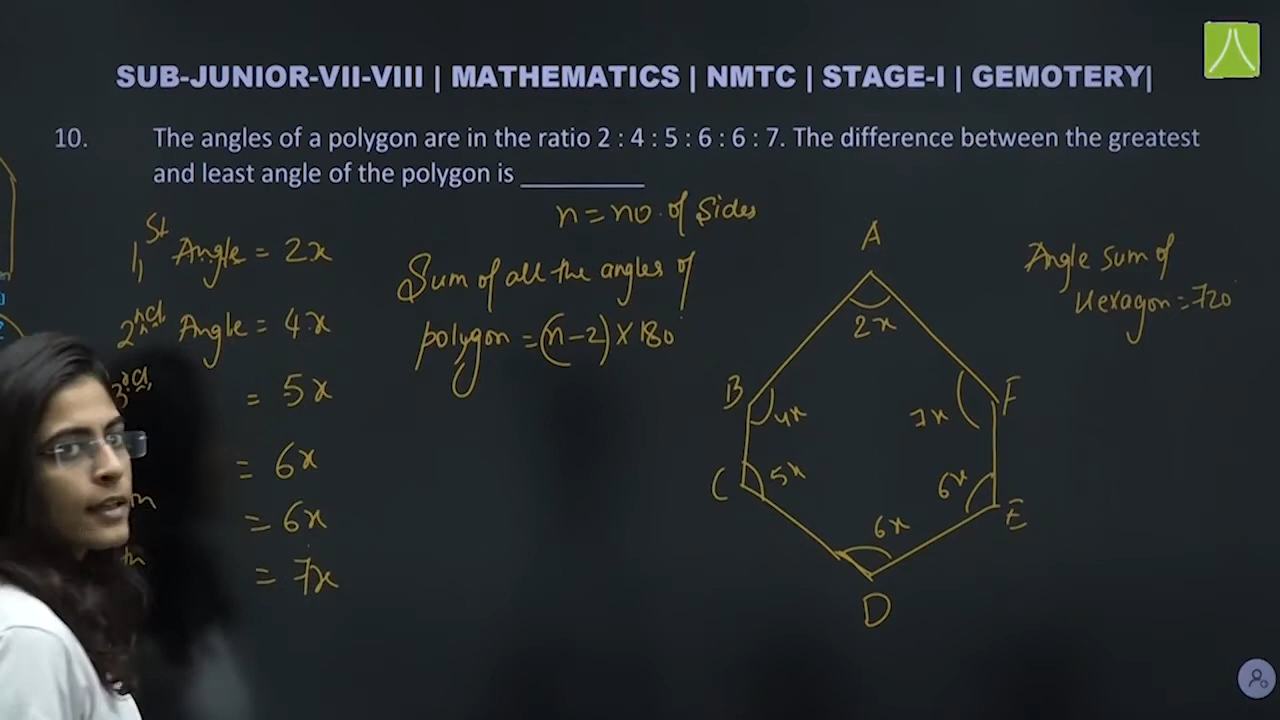 SUB-JUNIOR-VII-VIII | MATHEMATICS | NMTC | STAGE-I | GEMOTERY|
10. The angles of a polygon are in the ratio 2 : 4 : 5 : 6 : 6 : 7. The difference between the greatest
and least angle of the polygon is __________
n = no. of Sides
1st Angle = 2x
2nd Angle = 4x
3rd = 5x
= 6x
= 6x
= 7x
Sum of all the angles of
polygon = (n-2) × 180°
A
2x
B
4x
C
5x
D
6x
E
6x
F
7x
Angle sum of
Hexagon = 720°